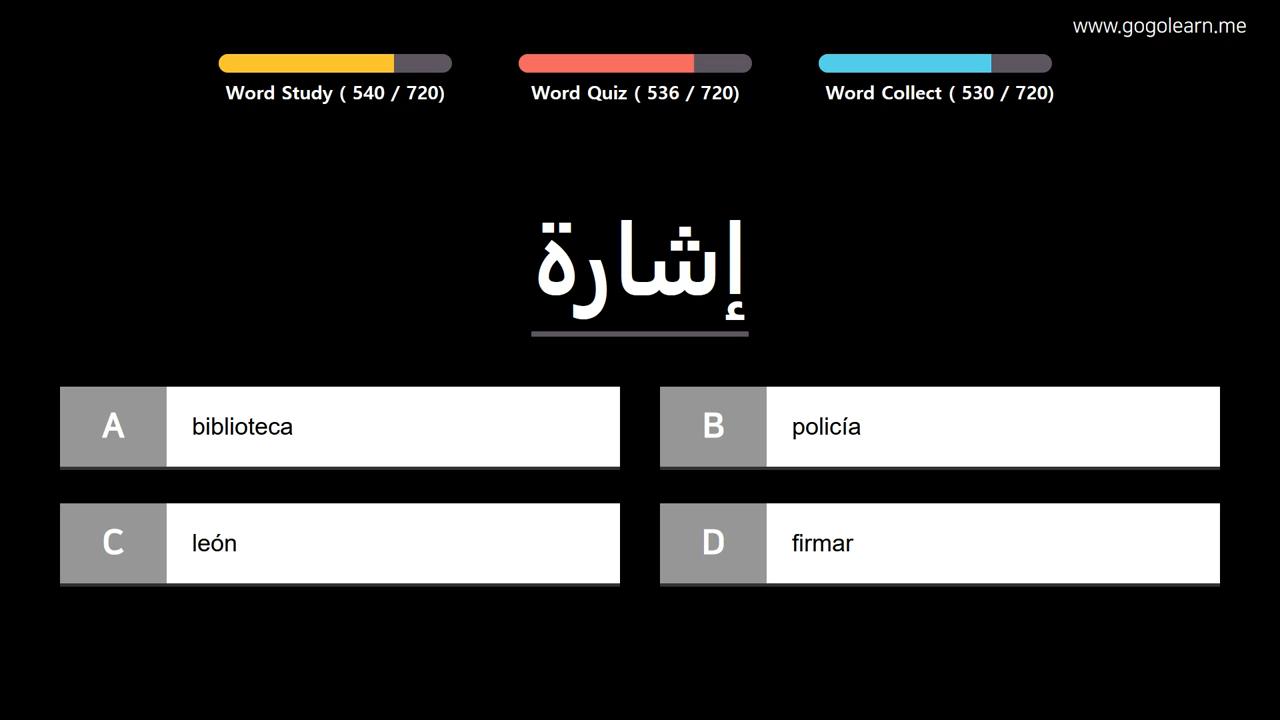 www.gogolearn.me
Word Study ( 540 / 720)
Word Quiz ( 536 / 720)
Word Collect ( 530 / 720)
إشارة
A biblioteca
B policía
C león
D firmar